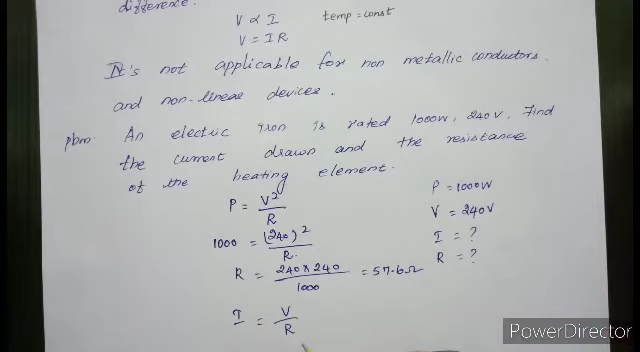 difference.
V ∝ I temp = const
V = I R
It's not applicable for non metallic conductors.
and non-linear devices.
pbm An electric iron is rated 1000W, 240V. Find
the current drawn and the resistance
of the heating element.
P = V²/R
P = 1000W
1000 = (240)²/R.
V = 240V
I = ?
R = 240 x 240/1000 = 57.6Ω
R = ?
I = V/R
PowerDirector